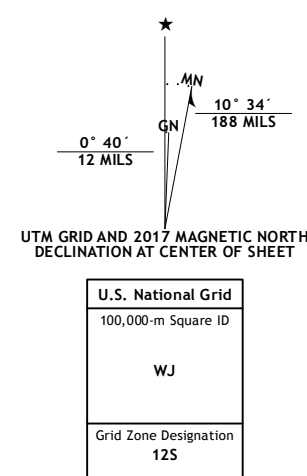 ★
MN
GN
10° 34´
188 MILS
0° 40´
12 MILS
UTM GRID AND 2017 MAGNETIC NORTH
DECLINATION AT CENTER OF SHEET
U.S. National Grid
100,000-m Square ID
WJ
Grid Zone Designation
12S